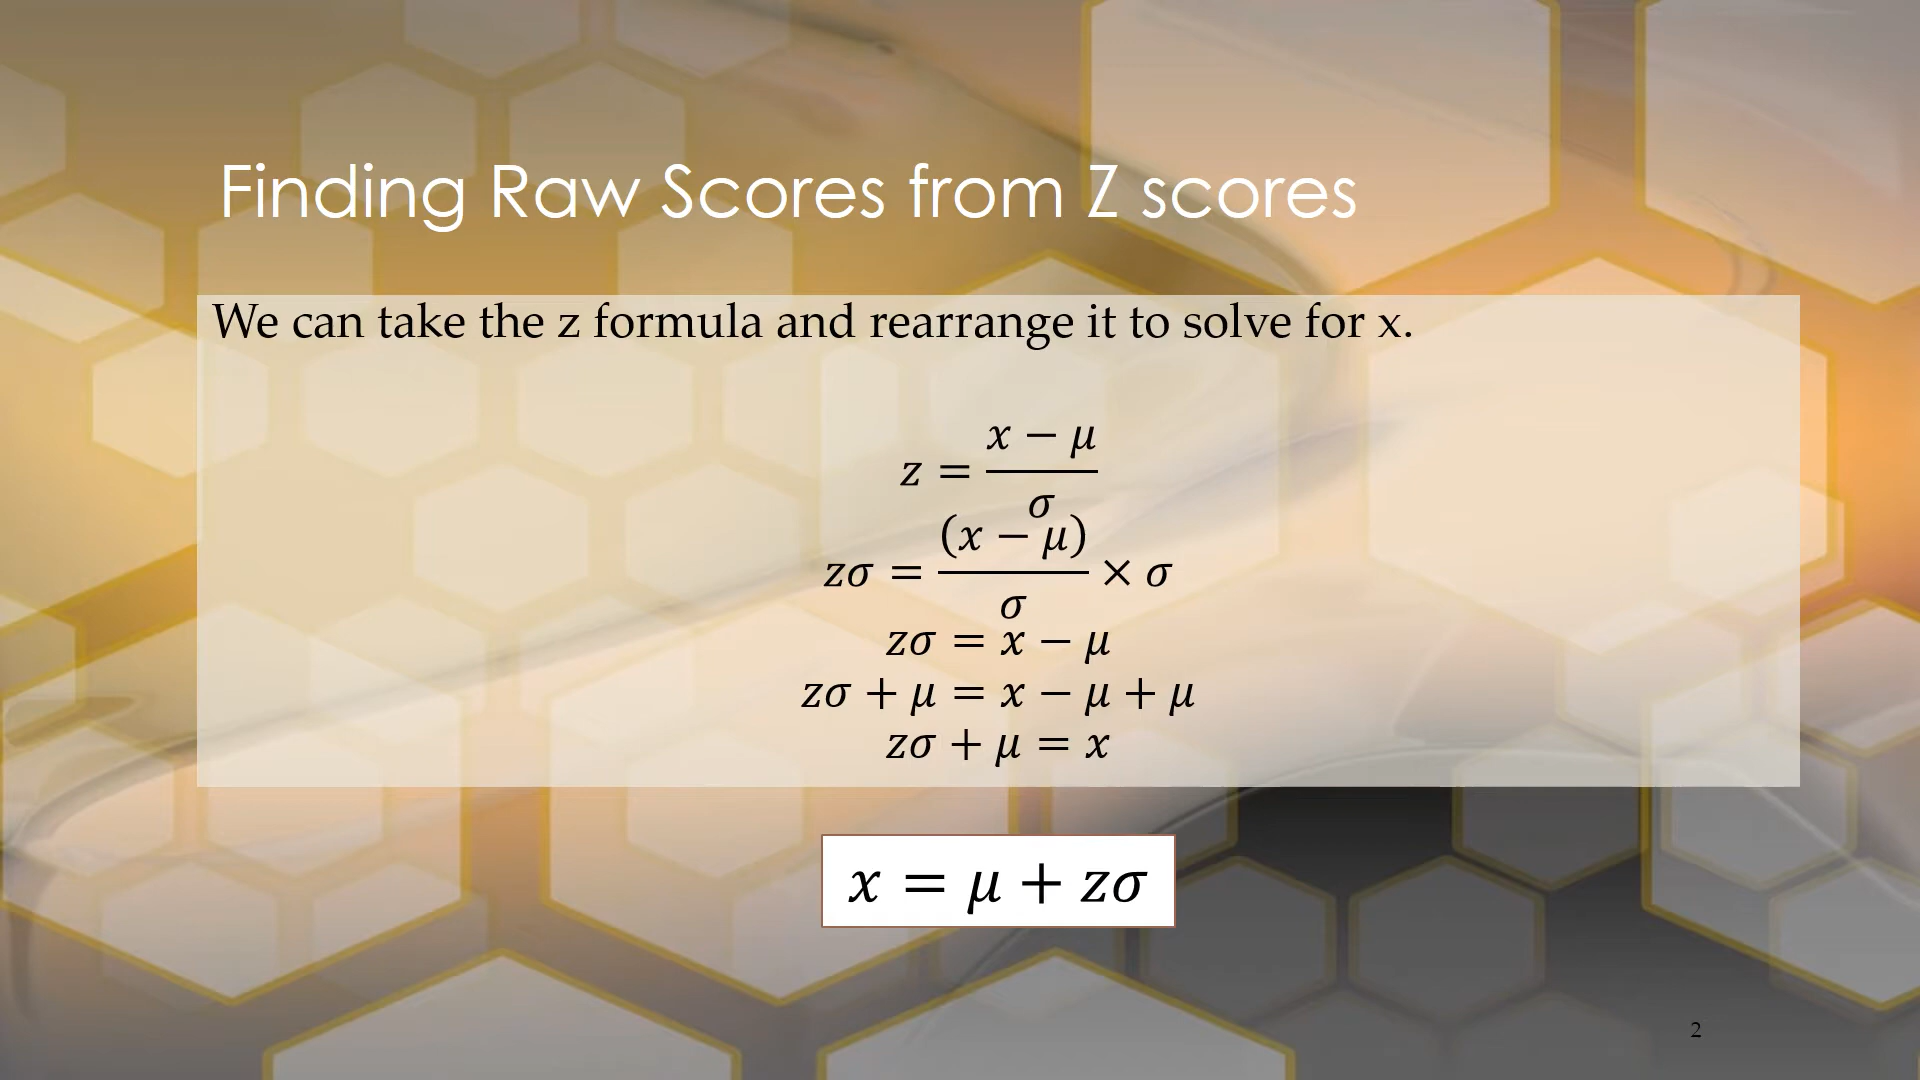 Finding Raw Scores from Z scores
We can take the z formula and rearrange it to solve for x.
z = (x − μ)/σ
zσ = (x − μ)/σ × σ
zσ = x − μ
zσ + μ = x − μ + μ
zσ + μ = x
x = μ + zσ
2